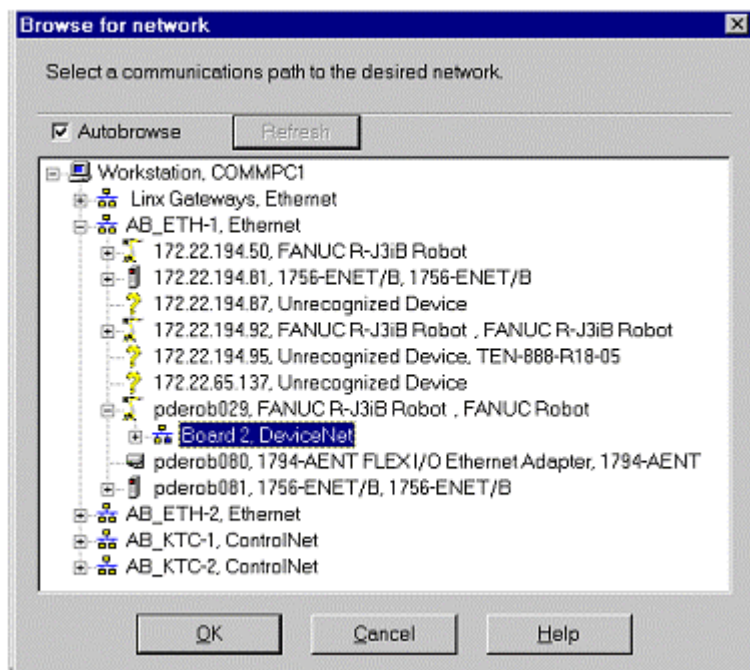 Browse for network
Select a communications path to the desired network.
Autobrowse Refresh
Workstation, COMMPC1
Linx Gateways, Ethernet
AB_ETH-1, Ethernet
172.22.194.50, FANUC R-J3iB Robot
172.22.194.81, 1756-ENET/B, 1756-ENET/B
172.22.194.87, Unrecognized Device
172.22.194.92, FANUC R-J3iB Robot , FANUC R-J3iB Robot
172.22.194.95, Unrecognized Device, TEN-888-R18-05
172.22.65.137, Unrecognized Device
pderob029, FANUC R-J3iB Robot , FANUC Robot
Board 2, DeviceNet
pderob080, 1794-AENT FLEX I/O Ethernet Adapter, 1794-AENT
pderob081, 1756-ENET/B, 1756-ENET/B
AB_ETH-2, Ethernet
AB_KTC-1, ControlNet
AB_KTC-2, ControlNet
OK Cancel Help